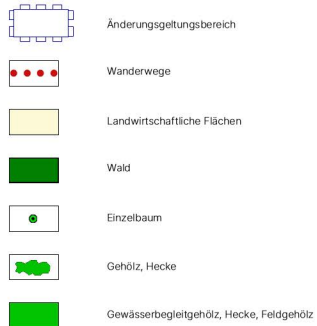 Änderungsgeltungsbereich
Wanderwege
Landwirtschaftliche Flächen
Wald
Einzelbaum
Gehölz, Hecke
Gewässerbegleitgehölz, Hecke, Feldgehölz